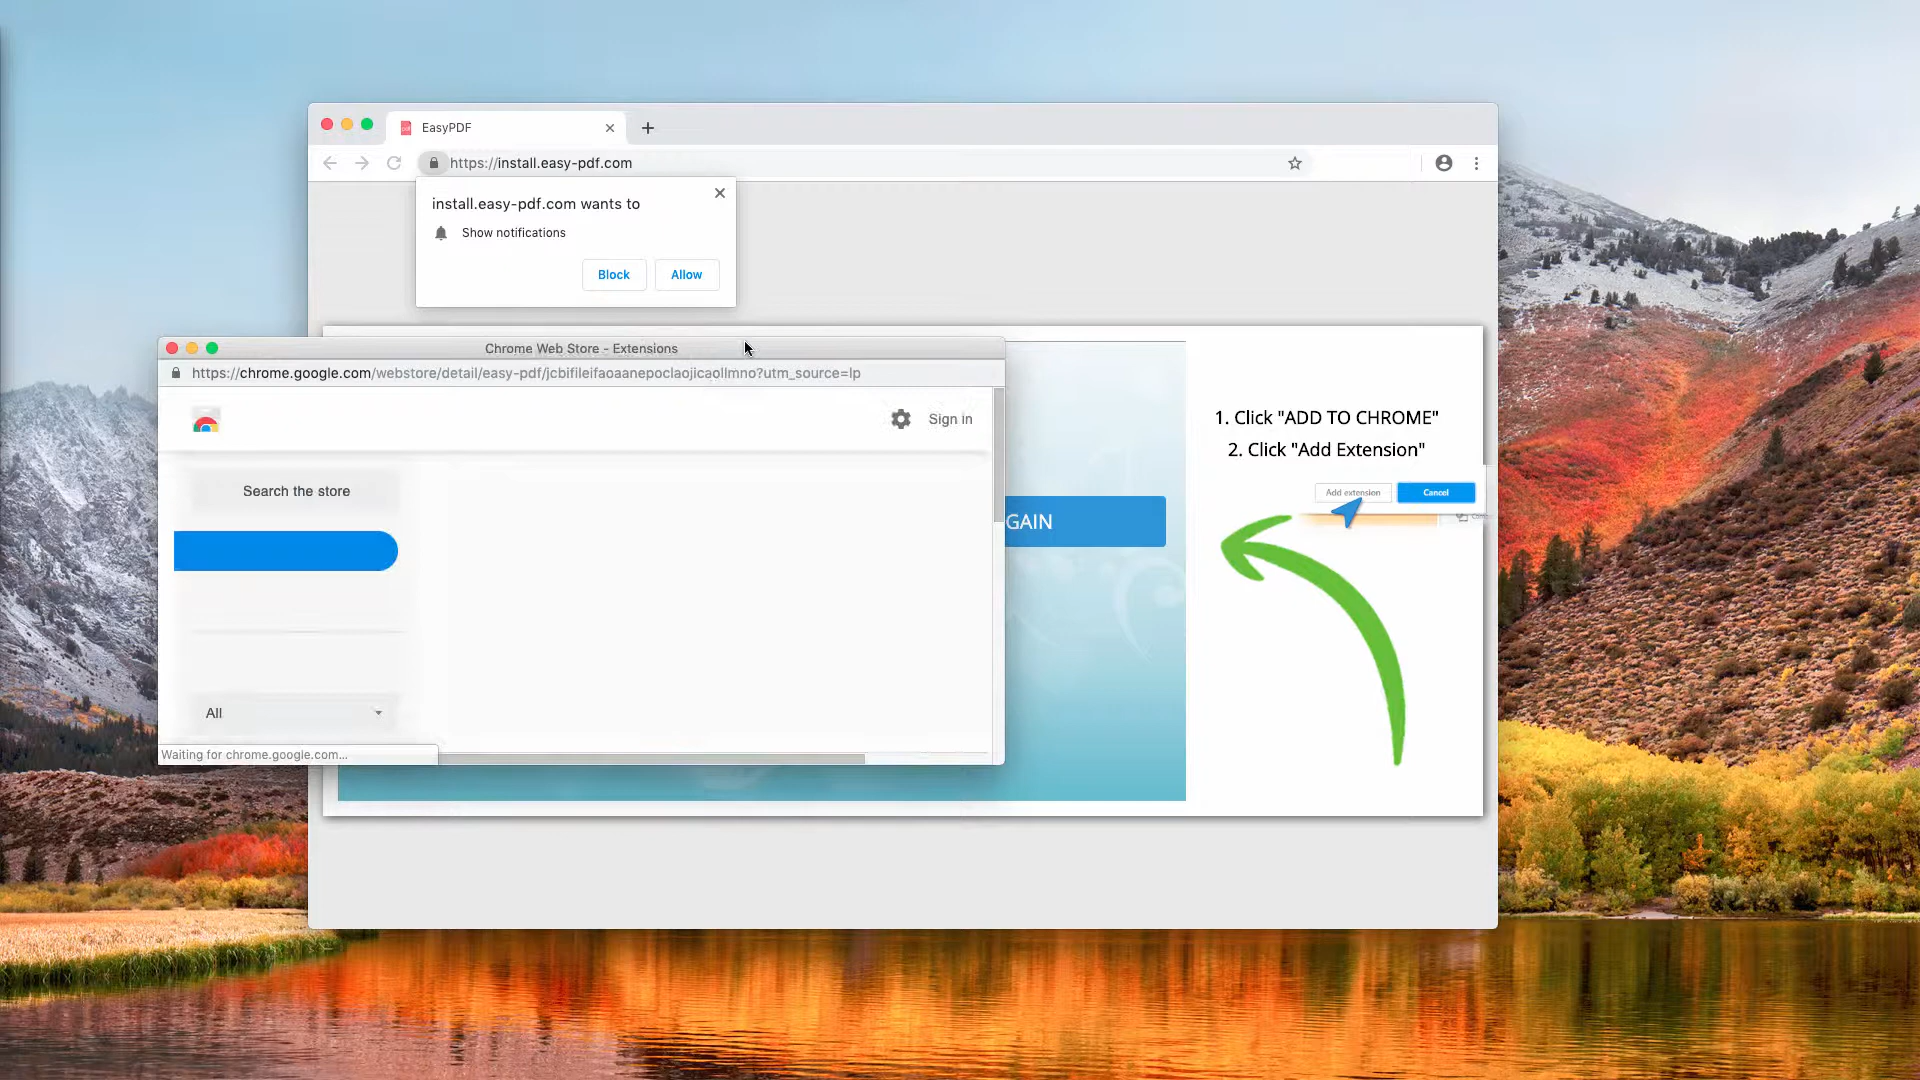 EasyPDF
https://install.easy-pdf.com
install.easy-pdf.com wants to
Show notifications
Block
Allow
Chrome Web Store - Extensions
https://chrome.google.com/webstore/detail/easy-pdf/jcbifileifaoaanepoclaojicaollmno?utm_source=lp
Sign in
Search the store
All
Waiting for chrome.google.com...
GAIN
1. Click "ADD TO CHROME"
2. Click "Add Extension"
Add extension
Cancel